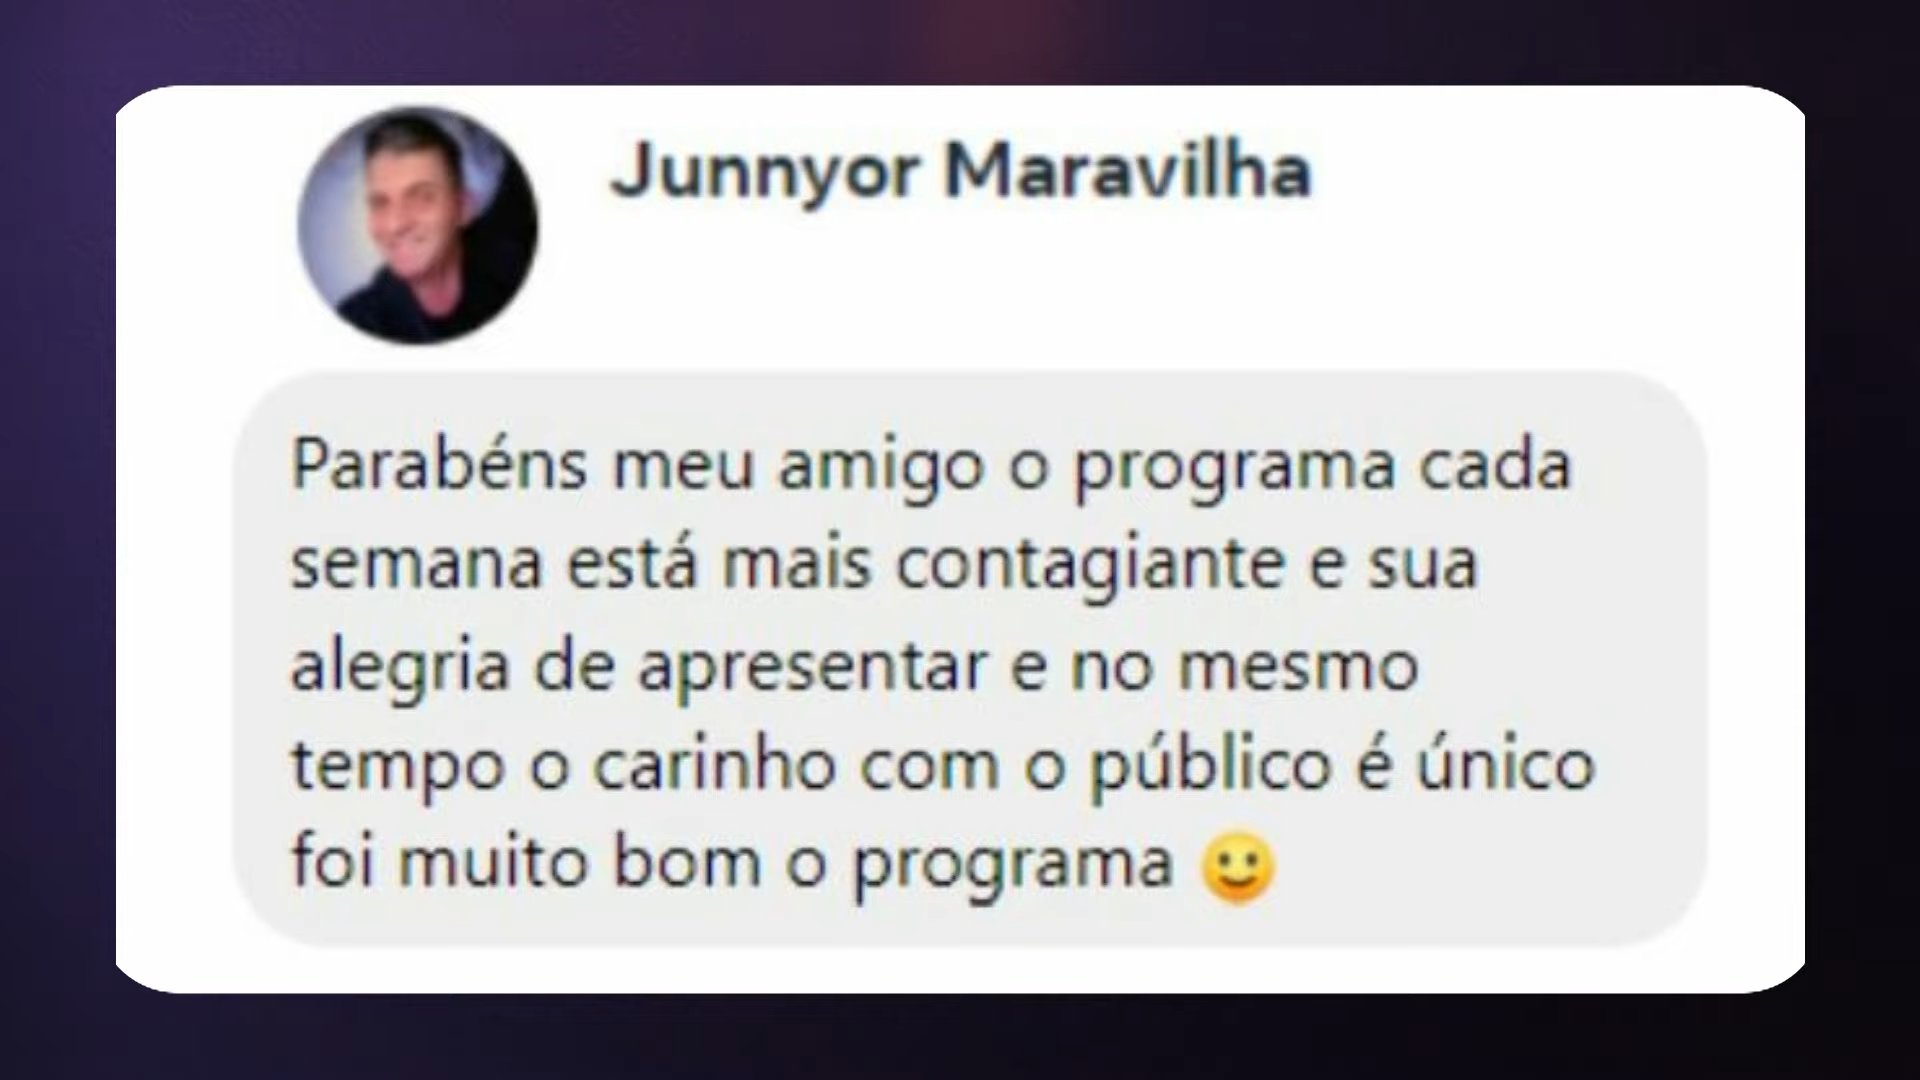 Junnyor Maravilha
Parabéns meu amigo o programa cada
semana está mais contagiante e sua
alegria de apresentar e no mesmo
tempo o carinho com o público é único
foi muito bom o programa 🙂